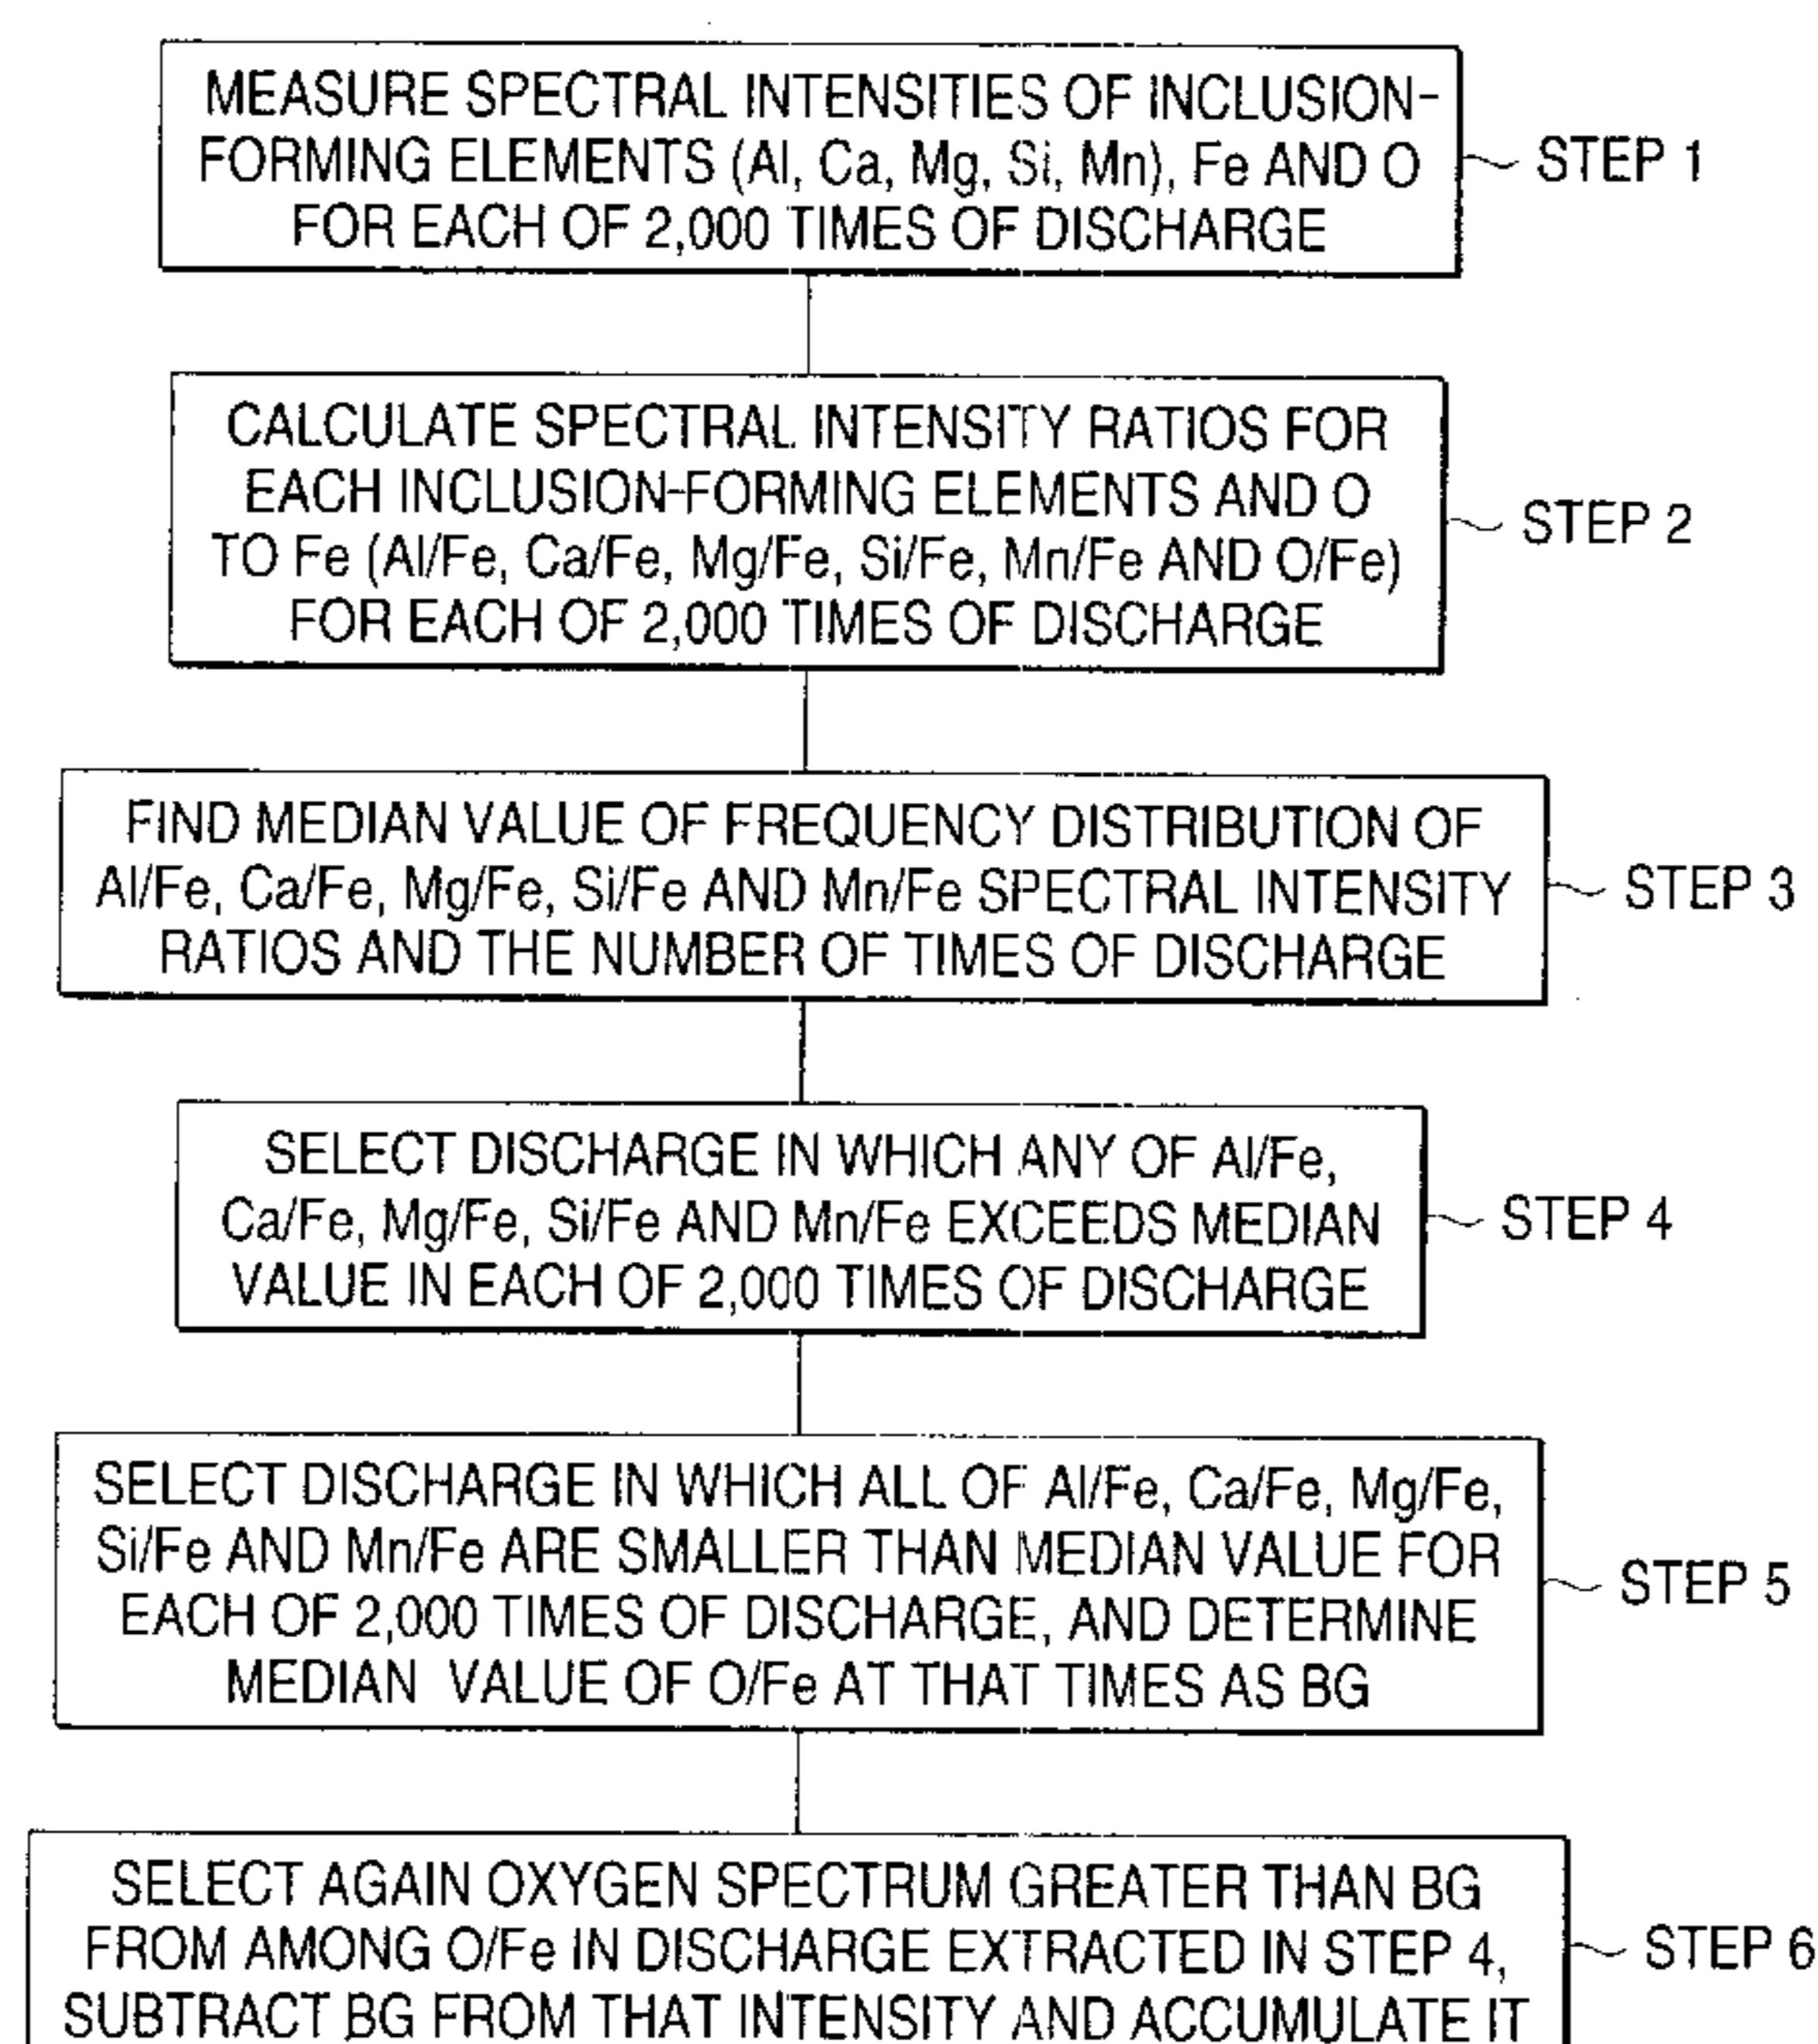 MEASURE SPECTRAL INTENSITIES OF INCLUSION-
FORMING ELEMENTS (Al, Ca, Mg, Si, Mn), Fe AND O
FOR EACH OF 2,000 TIMES OF DISCHARGE
STEP 1
CALCULATE SPECTRAL INTENSITY RATIOS FOR
EACH INCLUSION-FORMING ELEMENTS AND O
TO Fe (Al/Fe, Ca/Fe, Mg/Fe, Si/Fe, Mn/Fe AND O/Fe)
FOR EACH OF 2,000 TIMES OF DISCHARGE
STEP 2
FIND MEDIAN VALUE OF FREQUENCY DISTRIBUTION OF
Al/Fe, Ca/Fe, Mg/Fe, Si/Fe AND Mn/Fe SPECTRAL INTENSITY
RATIOS AND THE NUMBER OF TIMES OF DISCHARGE
STEP 3
SELECT DISCHARGE IN WHICH ANY OF Al/Fe,
Ca/Fe, Mg/Fe, Si/Fe AND Mn/Fe EXCEEDS MEDIAN
VALUE IN EACH OF 2,000 TIMES OF DISCHARGE
STEP 4
SELECT DISCHARGE IN WHICH ALL OF Al/Fe, Ca/Fe, Mg/Fe,
Si/Fe AND Mn/Fe ARE SMALLER THAN MEDIAN VALUE FOR
EACH OF 2,000 TIMES OF DISCHARGE, AND DETERMINE
MEDIAN VALUE OF O/Fe AT THAT TIMES AS BG
STEP 5
SELECT AGAIN OXYGEN SPECTRUM GREATER THAN BG
FROM AMONG O/Fe IN DISCHARGE EXTRACTED IN STEP 4,
SUBTRACT BG FROM THAT INTENSITY AND ACCUMULATE IT
STEP 6